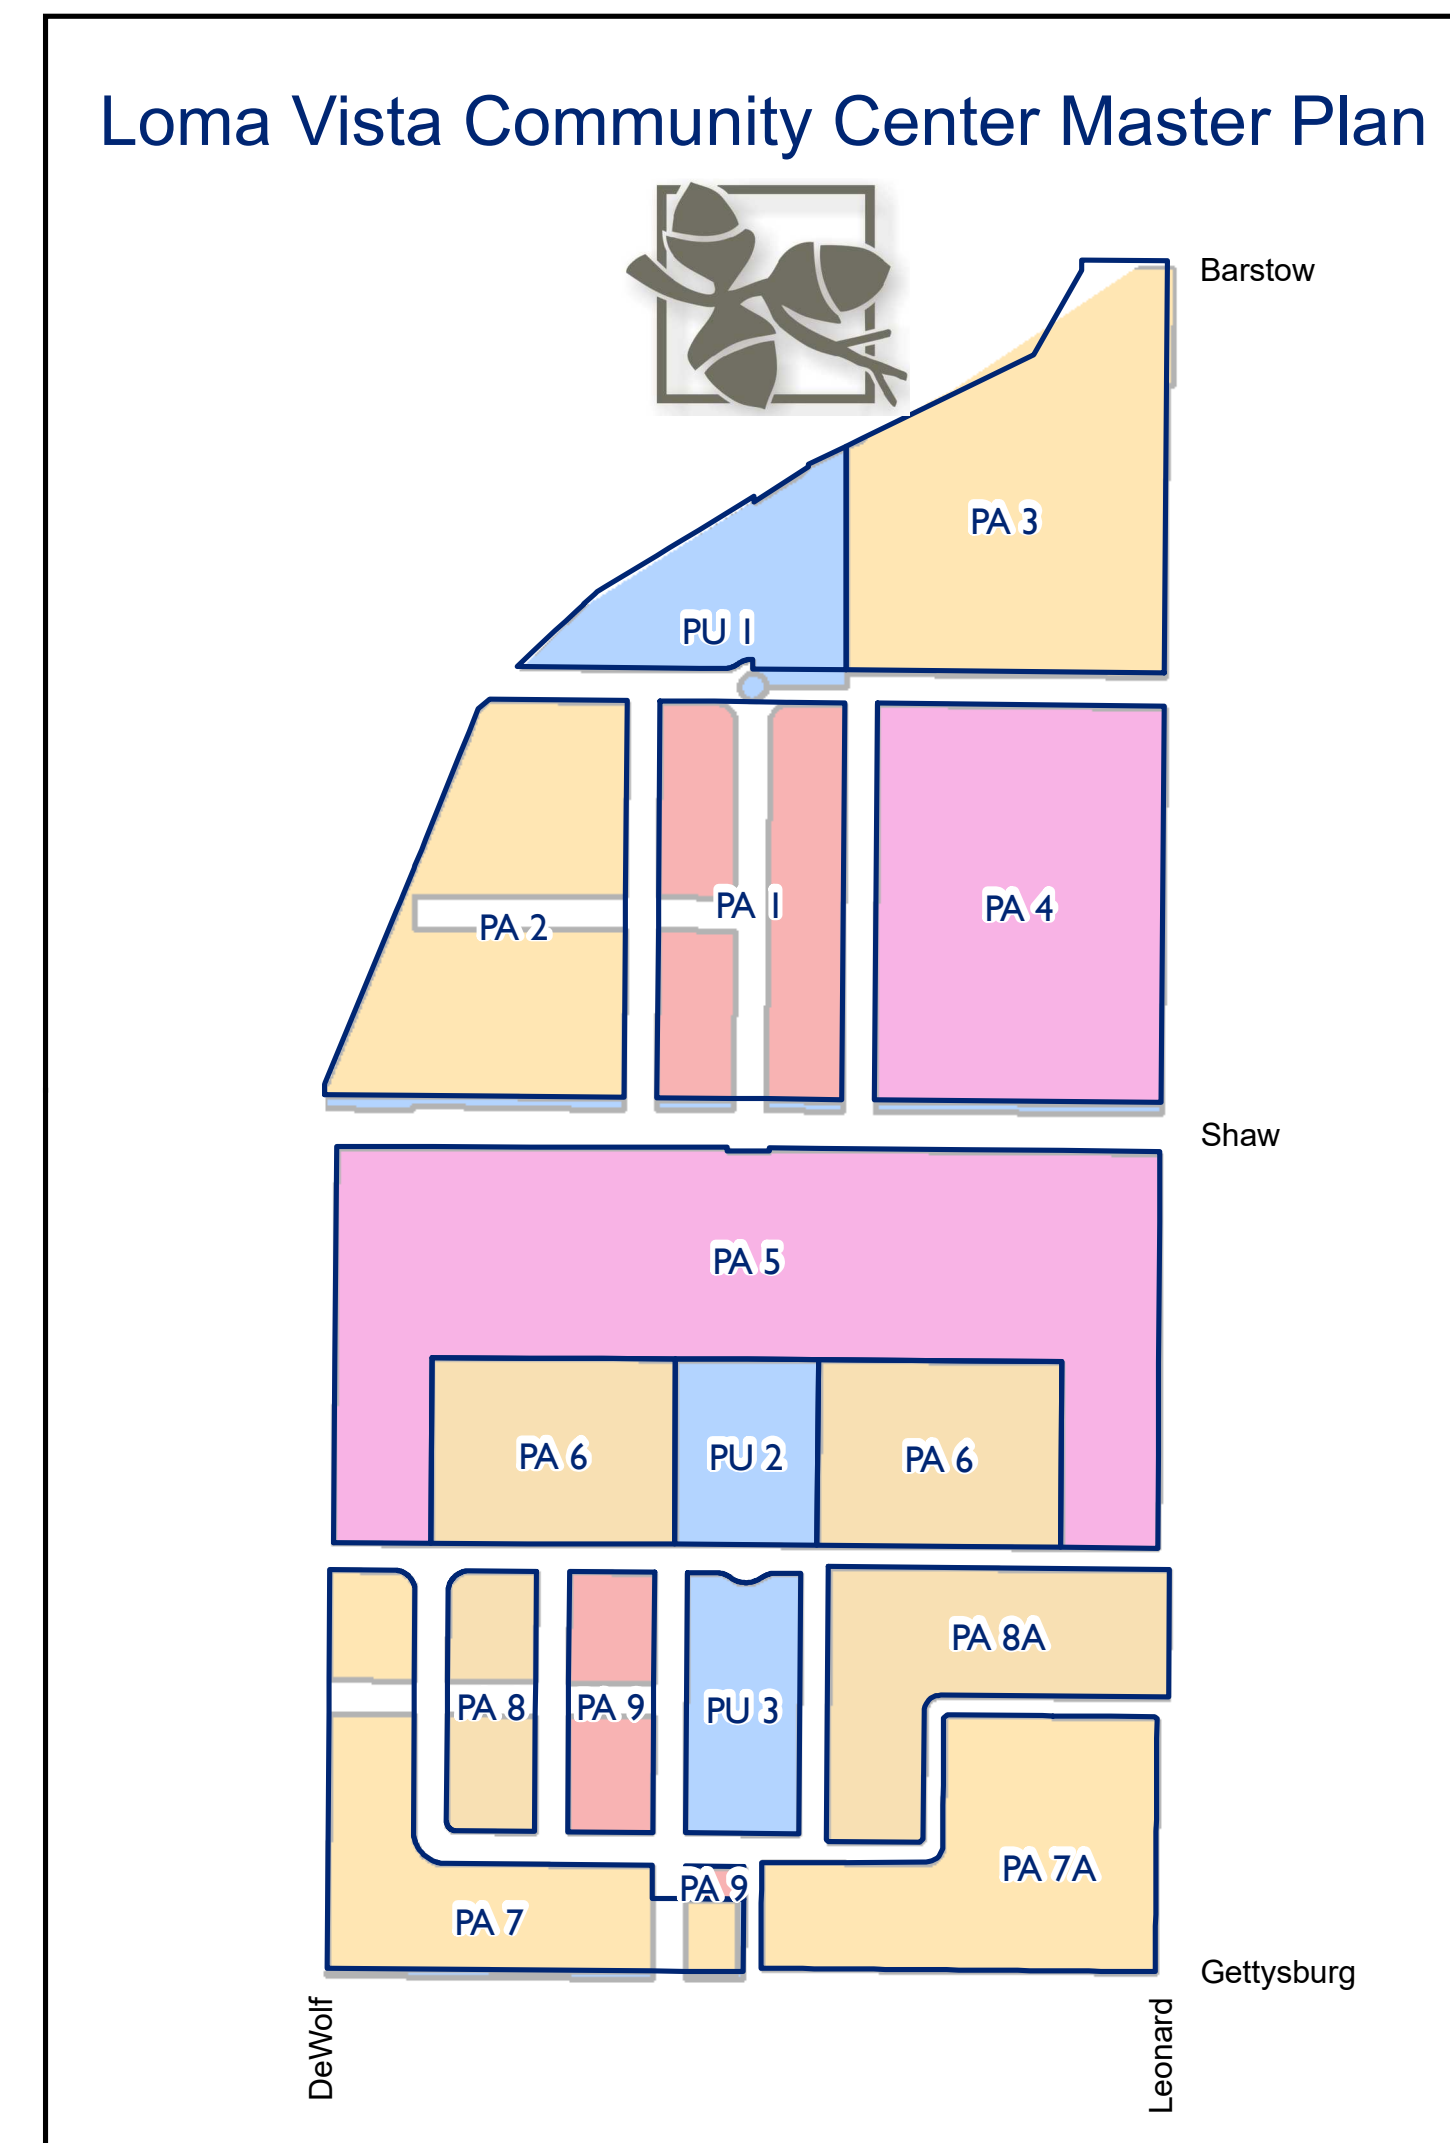 Loma Vista Community Center Master Plan
Barstow
PA 3
PU 1
PA 2
PA 1
PA 4
Shaw
PA 5
PA 6
PU 2
PA 6
PA 8A
PA 8
PA 9
PU 3
PA 7A
PA 9
PA 7
Gettysburg
DeWolf
Leonard